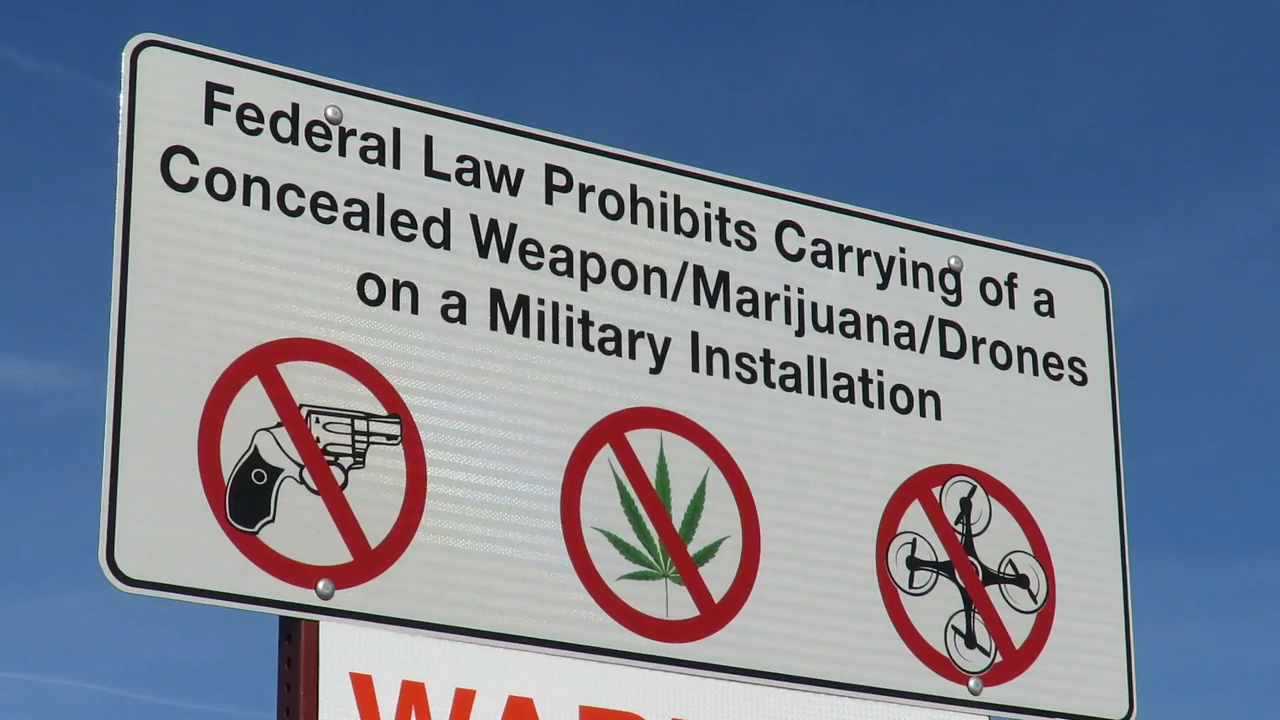 Federal Law Prohibits Carrying of a
Concealed Weapon/Marijuana/Drones
on a Military Installation